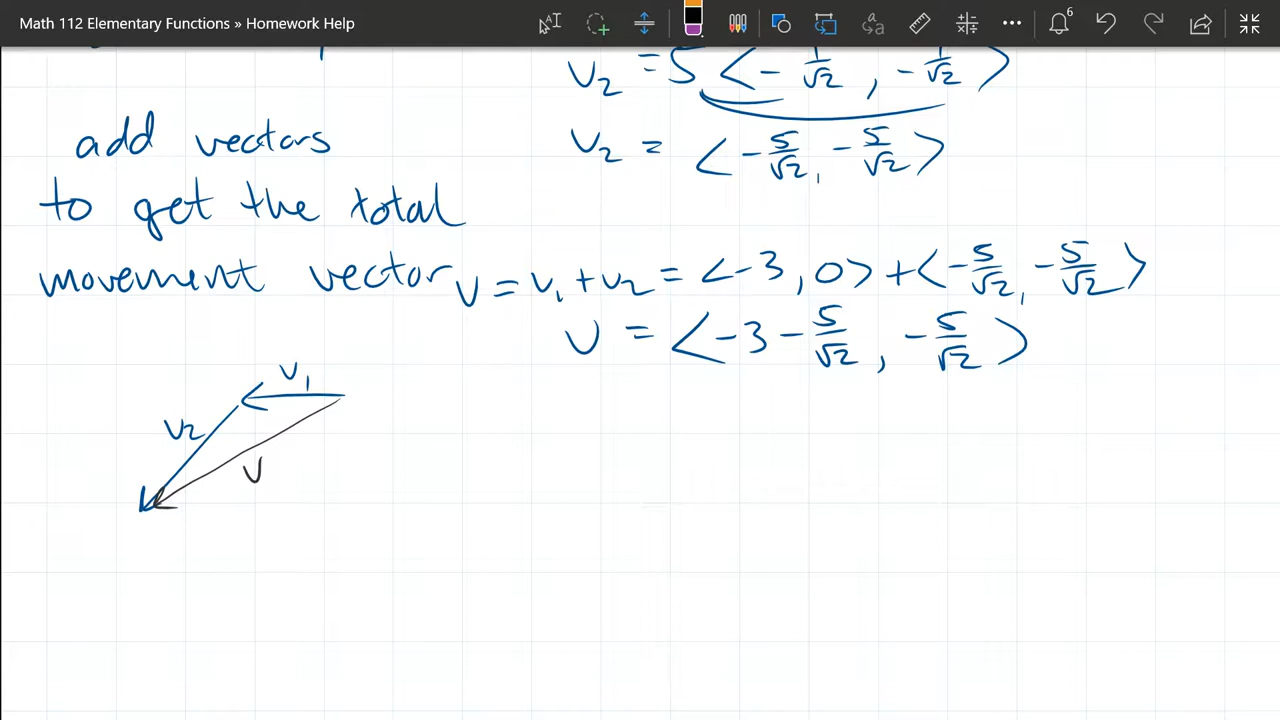 Math 112 Elementary Functions » Homework Help
6
v₂ = 5 ⟨-1/√2, -1/√2⟩
v₂ = ⟨-5/√2, -5/√2⟩
add vectors
to get the total
movement vector v = v₁ + v₂ = ⟨-3, 0⟩ + ⟨-5/√2, -5/√2⟩
v = ⟨-3 - 5/√2, -5/√2⟩
v₁
v₂
v